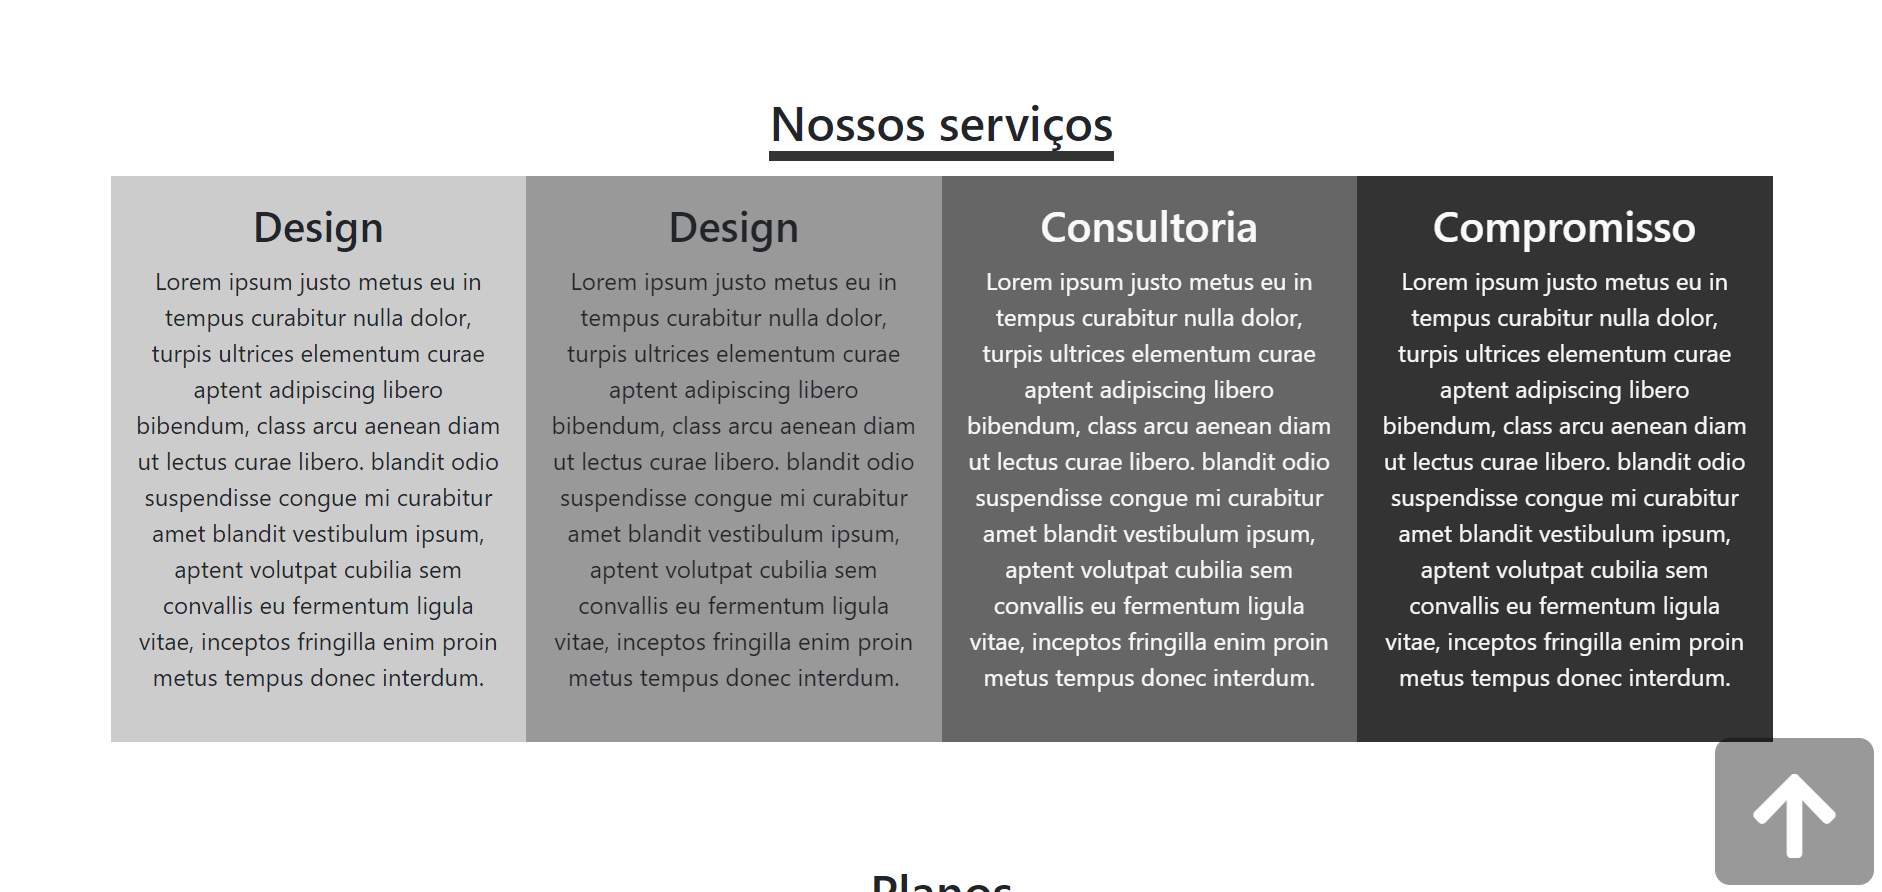 Nossos serviços
Design
Lorem ipsum justo metus eu in
tempus curabitur nulla dolor,
turpis ultrices elementum curae
aptent adipiscing libero
bibendum, class arcu aenean diam
ut lectus curae libero. blandit odio
suspendisse congue mi curabitur
amet blandit vestibulum ipsum,
aptent volutpat cubilia sem
convallis eu fermentum ligula
vitae, inceptos fringilla enim proin
metus tempus donec interdum.
Design
Lorem ipsum justo metus eu in
tempus curabitur nulla dolor,
turpis ultrices elementum curae
aptent adipiscing libero
bibendum, class arcu aenean diam
ut lectus curae libero. blandit odio
suspendisse congue mi curabitur
amet blandit vestibulum ipsum,
aptent volutpat cubilia sem
convallis eu fermentum ligula
vitae, inceptos fringilla enim proin
metus tempus donec interdum.
Consultoria
Lorem ipsum justo metus eu in
tempus curabitur nulla dolor,
turpis ultrices elementum curae
aptent adipiscing libero
bibendum, class arcu aenean diam
ut lectus curae libero. blandit odio
suspendisse congue mi curabitur
amet blandit vestibulum ipsum,
aptent volutpat cubilia sem
convallis eu fermentum ligula
vitae, inceptos fringilla enim proin
metus tempus donec interdum.
Compromisso
Lorem ipsum justo metus eu in
tempus curabitur nulla dolor,
turpis ultrices elementum curae
aptent adipiscing libero
bibendum, class arcu aenean diam
ut lectus curae libero. blandit odio
suspendisse congue mi curabitur
amet blandit vestibulum ipsum,
aptent volutpat cubilia sem
convallis eu fermentum ligula
vitae, inceptos fringilla enim proin
metus tempus donec interdum.
Planos